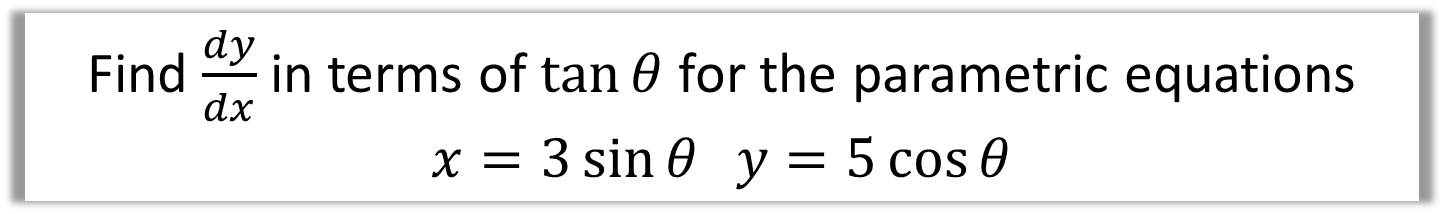 Find dy/dx in terms of tan θ for the parametric equations
x = 3 sin θ y = 5 cos θ